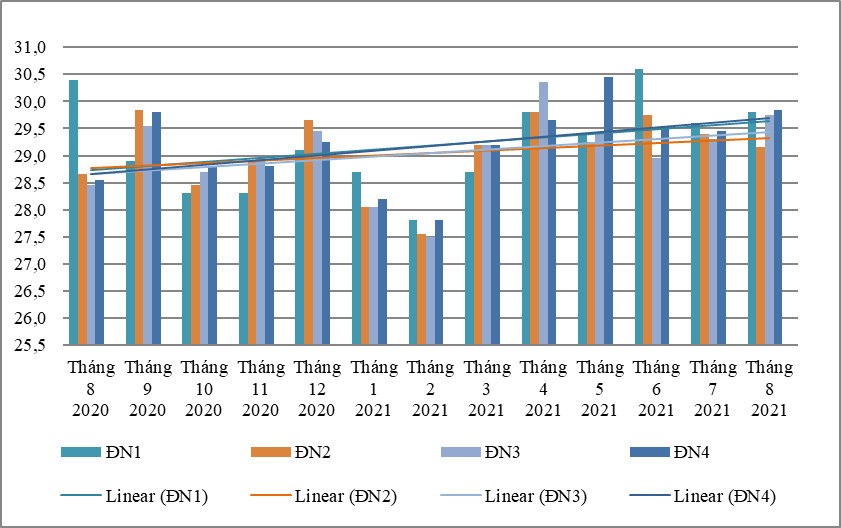 31,0
30,5
30,0
29,5
29,0
28,5
28,0
27,5
27,0
26,5
26,0
25,5
Tháng Tháng Tháng Tháng Tháng Tháng Tháng Tháng Tháng Tháng Tháng Tháng Tháng
8 9 10 11 12 1 2 3 4 5 6 7 8
2020 2020 2020 2020 2020 2021 2021 2021 2021 2021 2021 2021 2021
ĐN1 ĐN2 ĐN3 ĐN4
Linear (ĐN1) Linear (ĐN2) Linear (ĐN3) Linear (ĐN4)